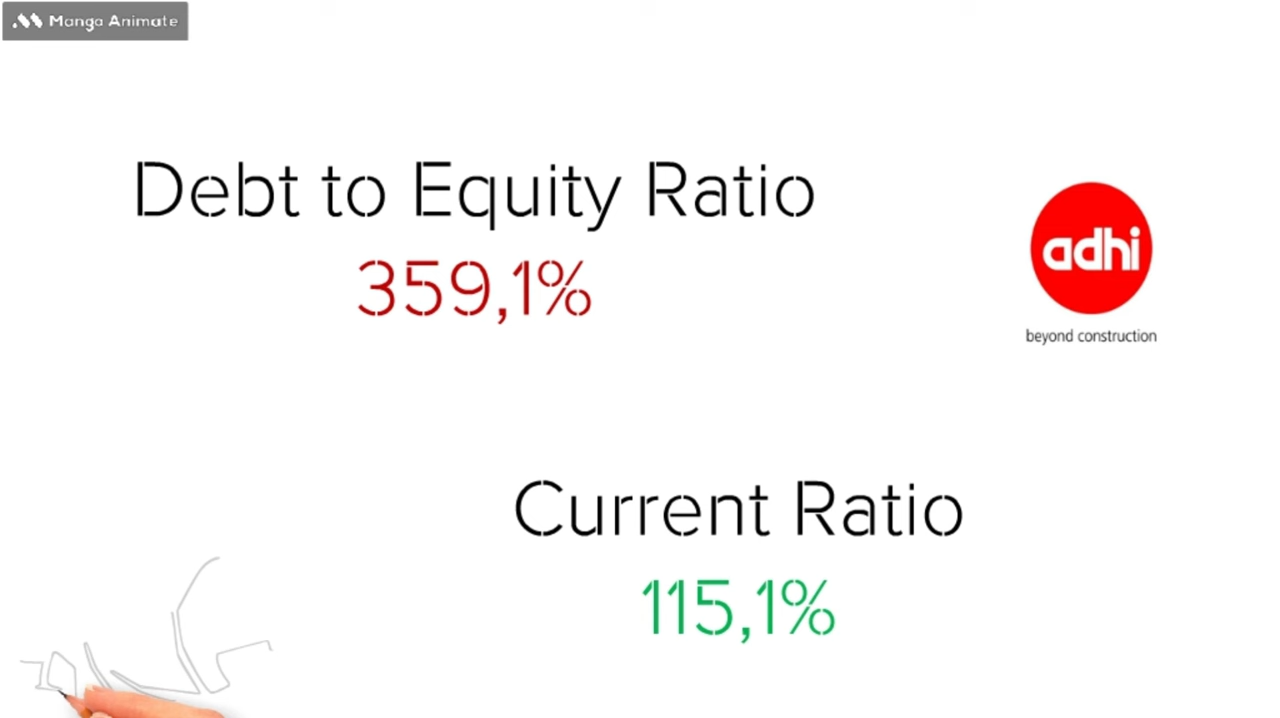 Manga Animate
Debt to Equity Ratio
359,1%
adhi
beyond construction
Current Ratio
115,1%